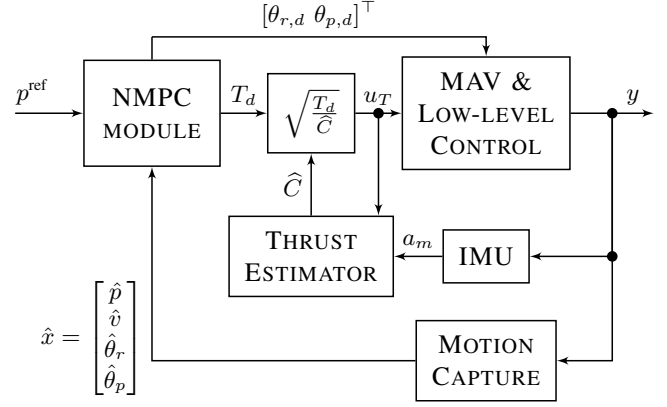 [θ_{r,d} θ_{p,d}]^⊤
p^{ref}
NMPC
MODULE
T_d
√(T_d/Ĉ)
u_T
MAV &
LOW-LEVEL
CONTROL
y
Ĉ
THRUST
ESTIMATOR
a_m
IMU
x̂ = [p̂
v̂
θ̂_r
θ̂_p]
MOTION
CAPTURE